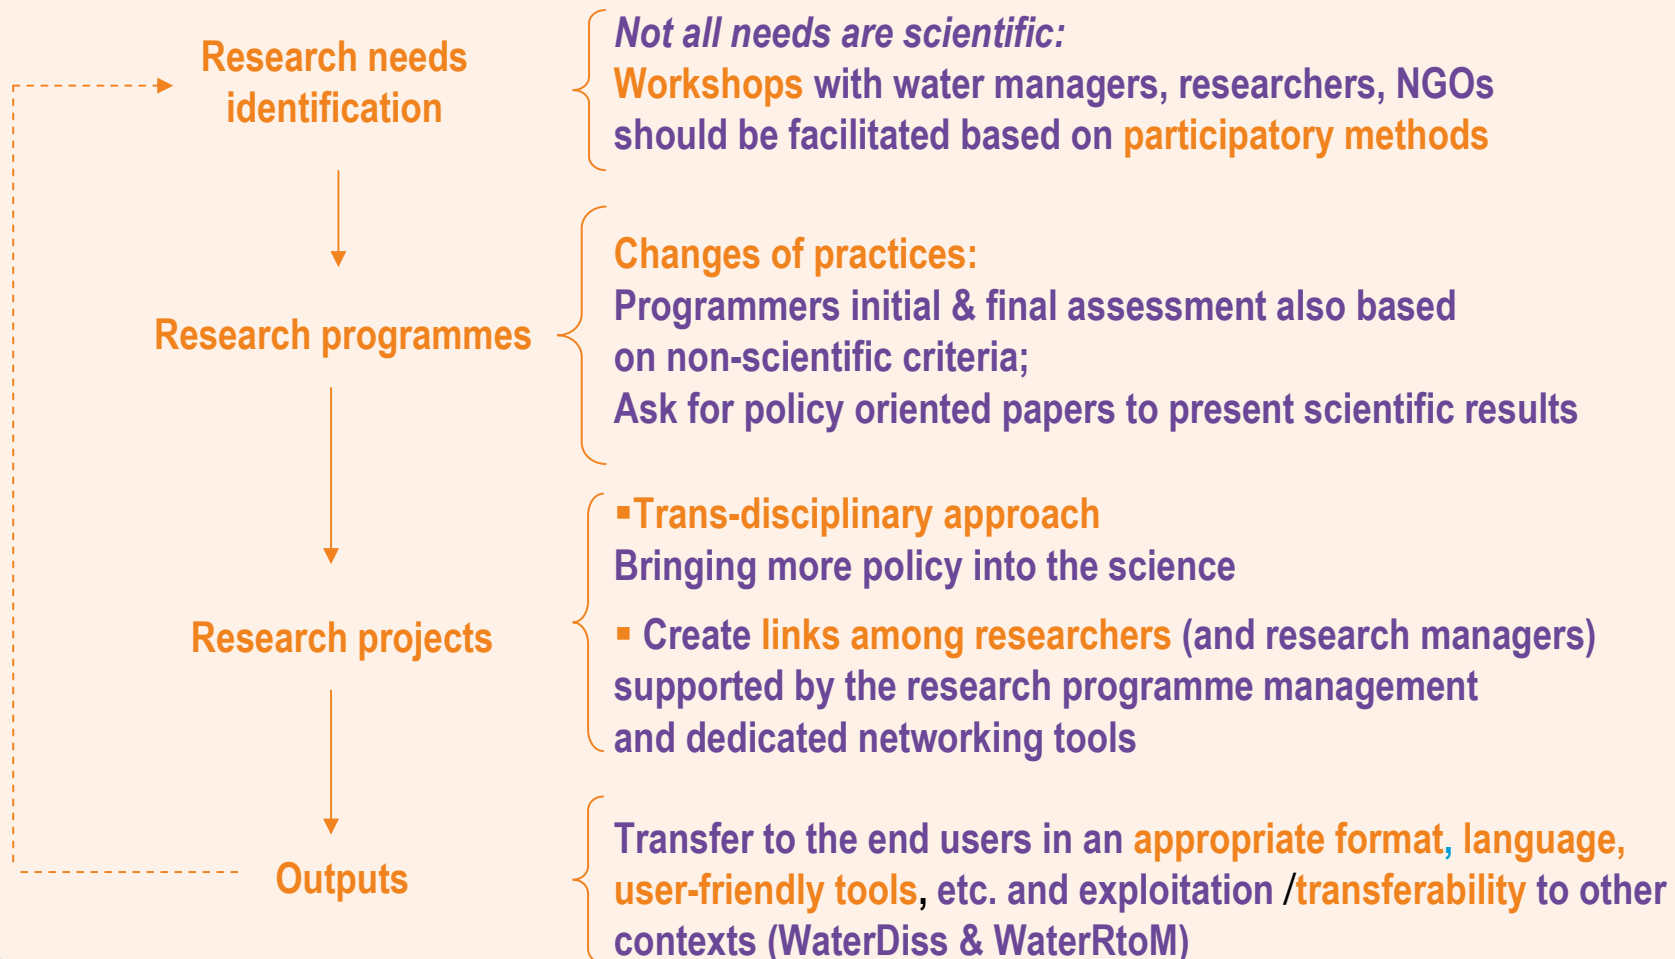 Research needs
identification
Not all needs are scientific:
Workshops with water managers, researchers, NGOs
should be facilitated based on participatory methods
Research programmes
Changes of practices:
Programmers initial & final assessment also based
on non-scientific criteria;
Ask for policy oriented papers to present scientific results
Research projects
▪Trans-disciplinary approach
Bringing more policy into the science
▪ Create links among researchers (and research managers)
supported by the research programme management
and dedicated networking tools
Outputs
Transfer to the end users in an appropriate format, language,
user-friendly tools, etc. and exploitation /transferability to other
contexts (WaterDiss & WaterRtoM)